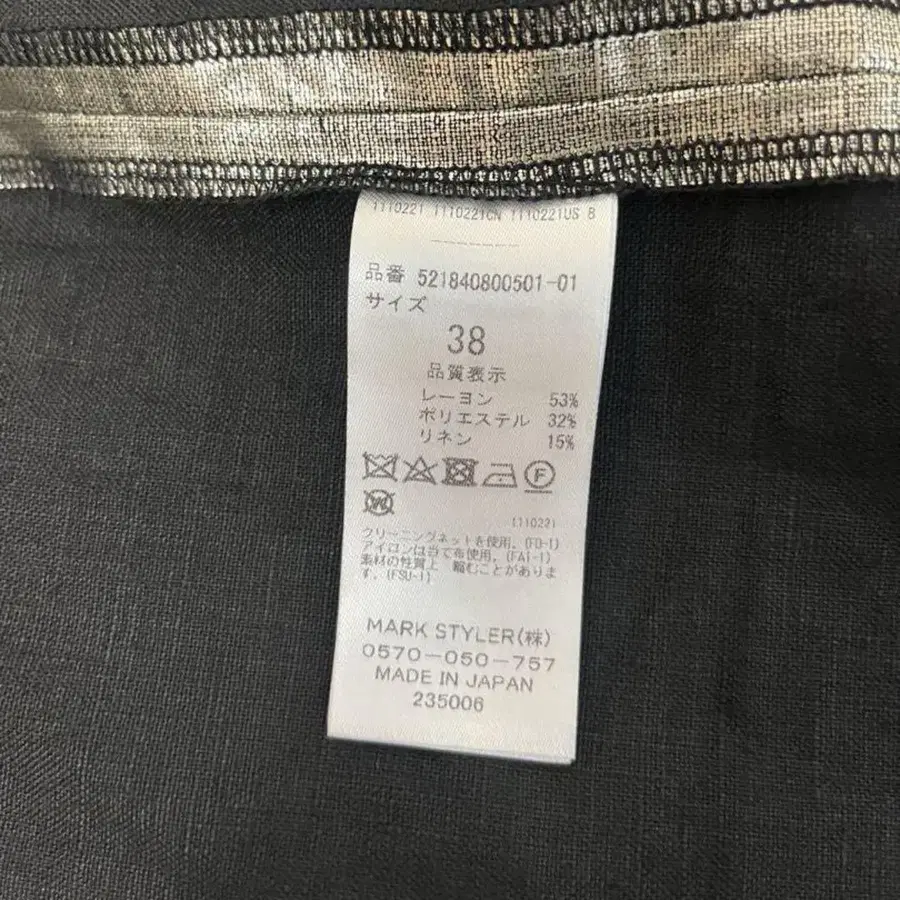 1110221 1110221CN 1110221US B
品番 521840800501-01
サイズ
38
品質表示
レーヨン 53%
ポリエステル 32%
リネン 15%
F
W
111022I
クリーニングネットを使用。(FD-1)
アイロンは当て布使用。(FAI-1)
素材の性質上 縮むことがありま
す。(FSU-1)
MARK STYLER(株)
0570-050-757
MADE IN JAPAN
235006